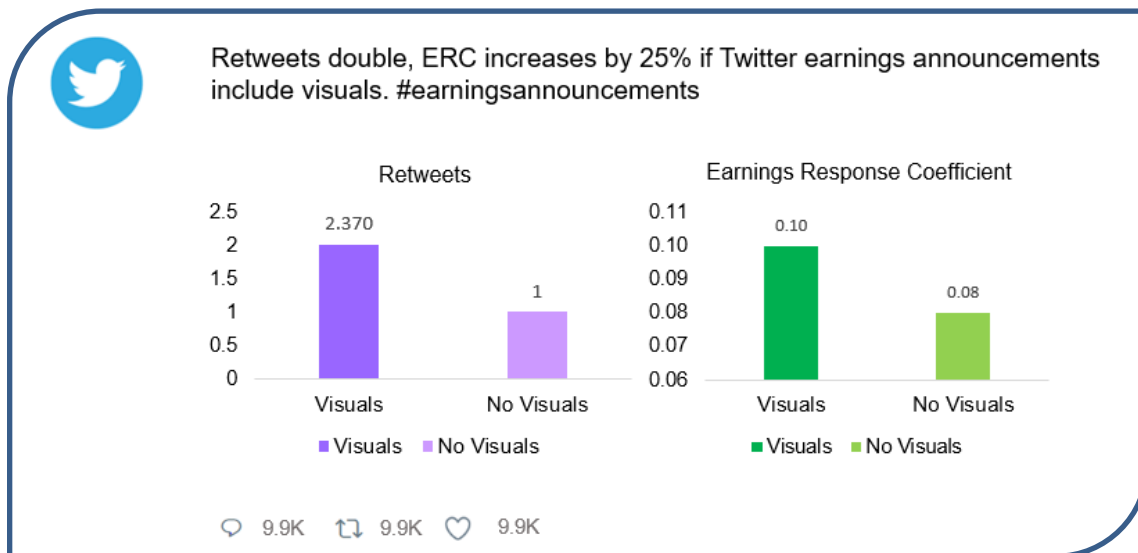 Retweets double, ERC increases by 25% if Twitter earnings announcements
include visuals. #earningsannouncements
Retweets
2.5
2
1.5
1
0.5
0
2.370
1
Visuals
No Visuals
Visuals No Visuals
Earnings Response Coefficient
0.11
0.10
0.09
0.08
0.07
0.06
0.10
0.08
Visuals
No Visuals
Visuals No Visuals
9.9K 9.9K 9.9K